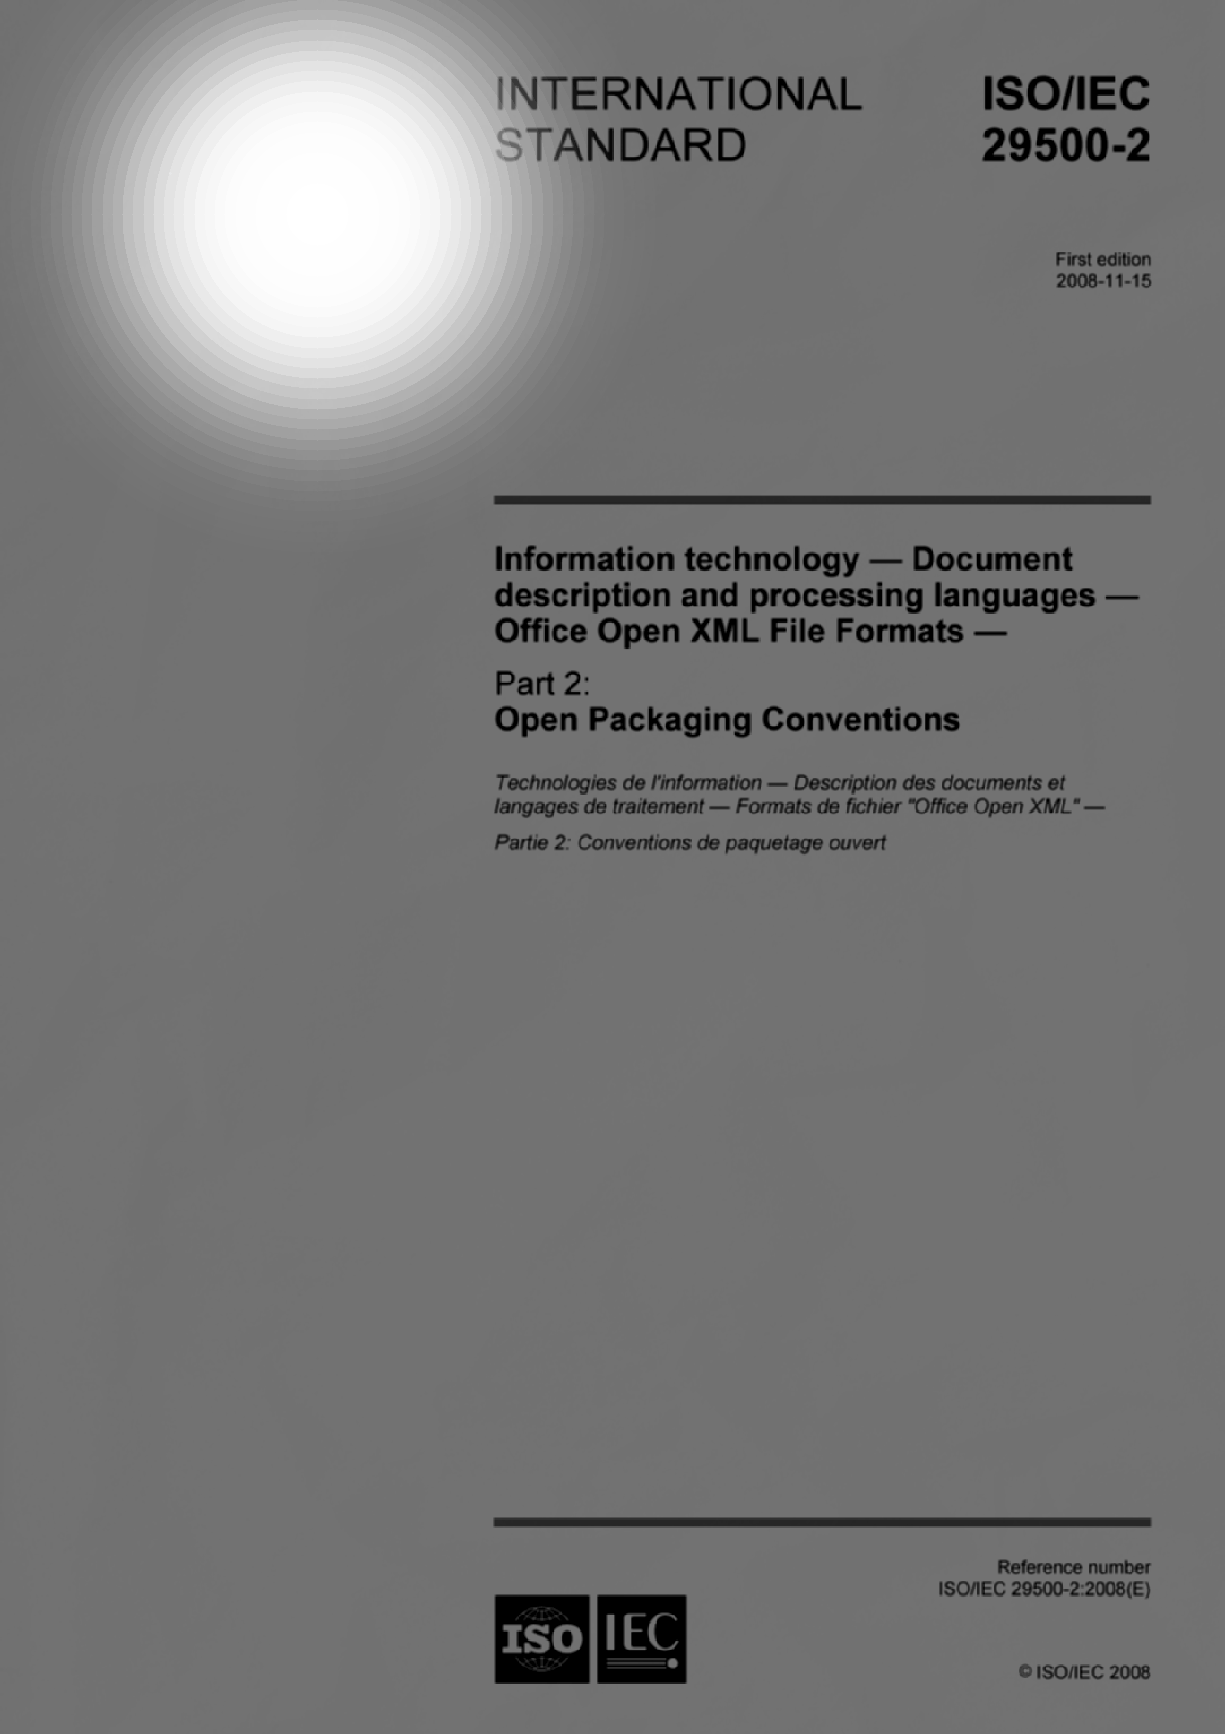 INTERNATIONAL
STANDARD
ISO/IEC
29500-2
First edition
2008-11-15
Information technology — Document
description and processing languages —
Office Open XML File Formats —
Part 2:
Open Packaging Conventions
Technologies de l'information — Description des documents et
langages de traitement — Formats de fichier "Office Open XML" —
Partie 2: Conventions de paquetage ouvert
Reference number
ISO/IEC 29500-2:2008(E)
ISO IEC
© ISO/IEC 2008